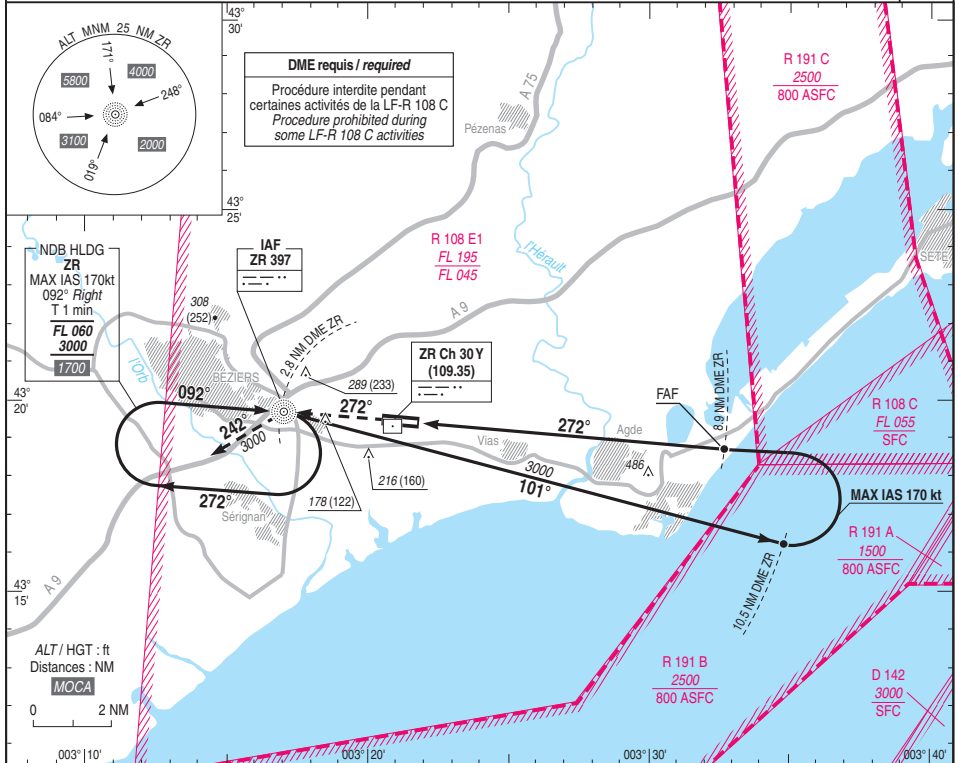 ALT MNM 25 NM ZR
171°
5800
4000
084°
248°
3100
2000
019°
DME requis / required
Procédure interdite pendant
certaines activités de la LF-R 108 C
Procedure prohibited during
some LF-R 108 C activities
43°
30'
R 191 C
2500
800 ASFC
A 75
Pézenas
43°
25'
NDB HLDG
ZR
MAX IAS 170kt
092° Right
T 1 min
FL 060
3000
1700
IAF
ZR 397
R 108 E1
FL 195
FL 045
l'Hérault
SETE
308
(252)
2.8 NM DME ZR
A 9
ZR Ch 30 Y
(109.35)
289 (233)
l'Orb
BEZIERS
43°
20'
092°
272°
FAF
8.9 NM DME ZR
R 108 C
FL 055
SFC
242°
3000
272°
Agde
Vias
486
3000
101°
216 (160)
178 (122)
272°
Sérignan
MAX IAS 170 kt
R 191 A
1500
800 ASFC
10.5 NM DME ZR
A 9
43°
15'
ALT / HGT : ft
Distances : NM
MOCA
0 2 NM
R 191 B
2500
800 ASFC
D 142
3000
SFC
003° 10'
003° 20'
003° 30'
003° 40'